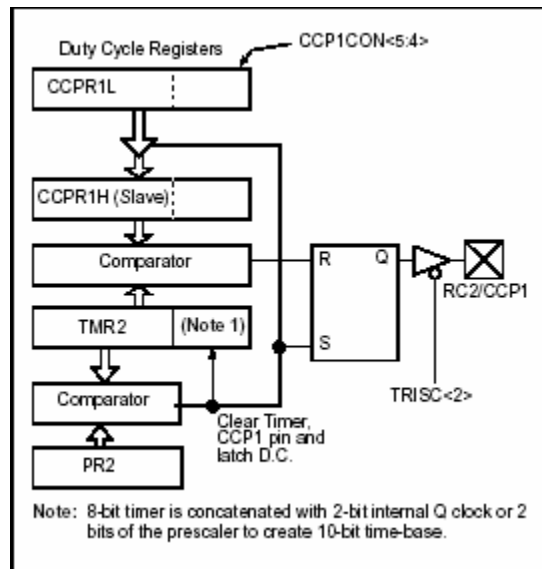 Duty Cycle Registers
CCP1CON<5:4>
CCPR1L
CCPR1H (Slave)
Comparator
R
Q
RC2/CCP1
TMR2
(Note 1)
S
TRISC<2>
Comparator
Clear Timer,
CCP1 pin and
latch D.C.
PR2
Note: 8-bit timer is concatenated with 2-bit internal Q clock or 2
bits of the prescaler to create 10-bit time-base.